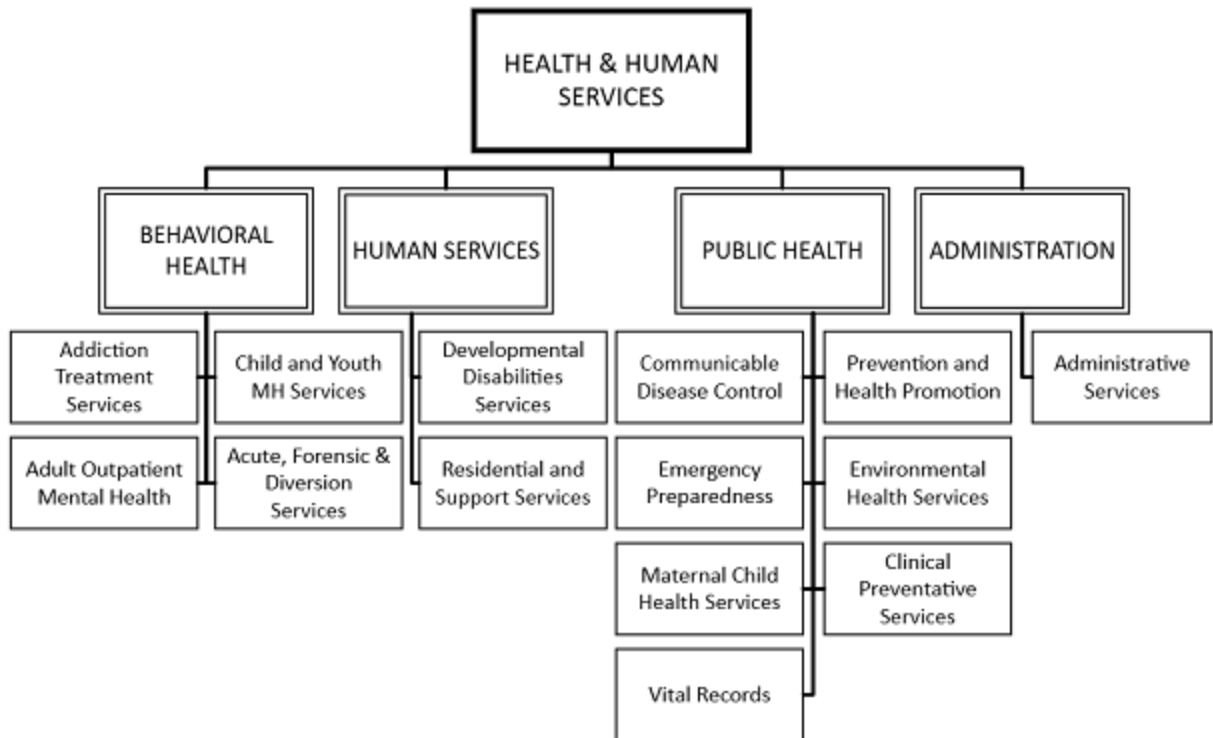 HEALTH & HUMAN
SERVICES
BEHAVIORAL
HEALTH
HUMAN SERVICES
PUBLIC HEALTH
ADMINISTRATION
Addiction
Treatment
Services
Child and Youth
MH Services
Developmental
Disabilities
Services
Communicable
Disease Control
Prevention and
Health Promotion
Administrative
Services
Adult Outpatient
Mental Health
Acute, Forensic &
Diversion
Services
Residential and
Support Services
Emergency
Preparedness
Environmental
Health Services
Maternal Child
Health Services
Clinical
Preventative
Services
Vital Records